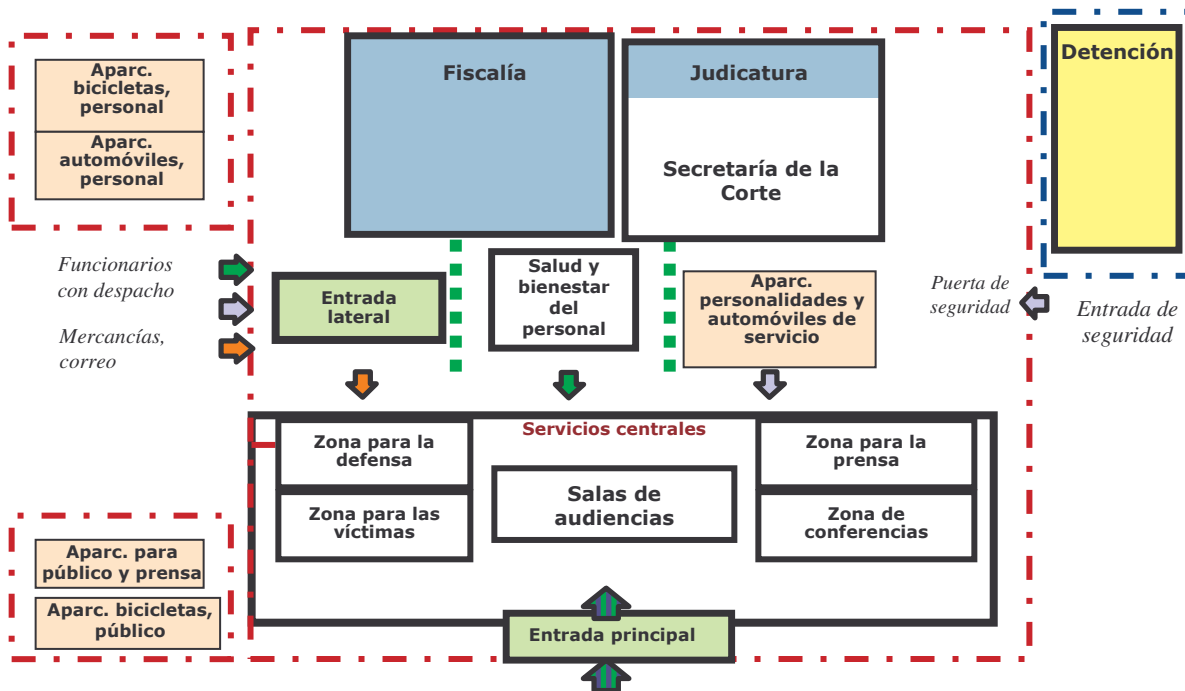 Aparc.
bicicletas,
personal
Aparc.
automóviles,
personal
Fiscalía
Judicatura
Secretaría de la
Corte
Detención
Funcionarios
con despacho
Mercancías,
correo
Entrada
lateral
Salud y
bienestar
del
personal
Aparc.
personalidades y
automóviles de
servicio
Puerta de
seguridad
Entrada de
seguridad
Servicios centrales
Zona para la
defensa
Zona para las
víctimas
Salas de
audiencias
Zona para la
prensa
Zona de
conferencias
Aparc. para
público y prensa
Aparc. bicicletas,
público
Entrada principal